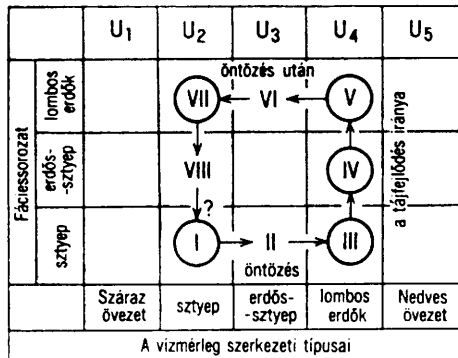 U1 U2 U3 U4 U5
öntözés után
lombos
erdők
VII VI V
Fáciessorozat
erdős-
-sztyep
VIII IV
a tájfejlődés iránya
?
sztyep
I II III
öntözés
Száraz
övezet
sztyep
erdős-
-sztyep
lombos
erdők
Nedves
övezet
A vízmérleg szerkezeti típusai